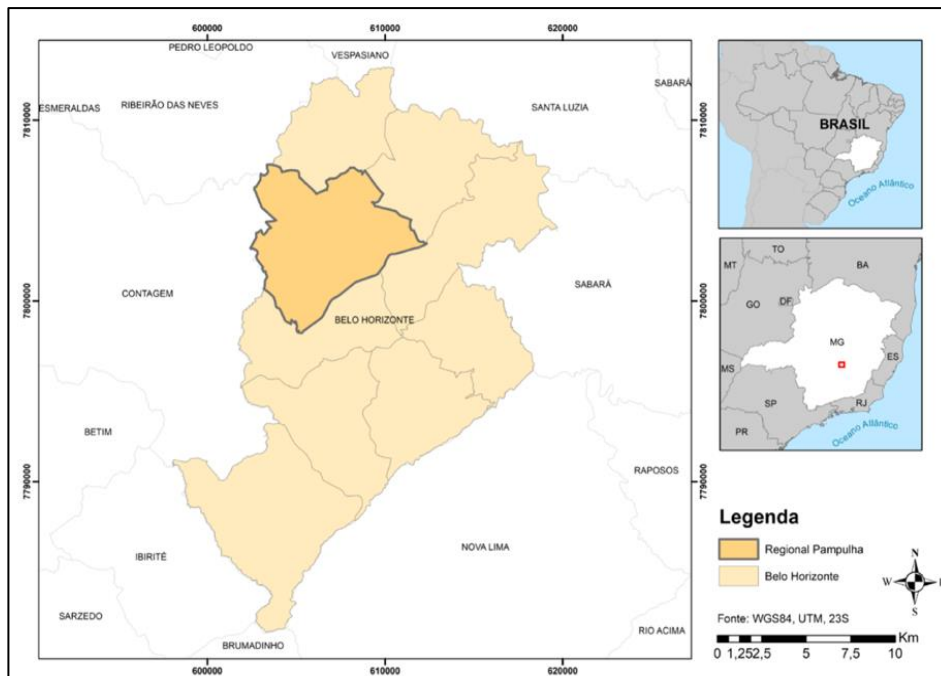 600000
610000
620000
PEDRO LEOPOLDO
VESPASIANO
SABARÁ
ESMERALDAS
RIBEIRÃO DAS NEVES
SANTA LUZIA
7810000
7810000
CONTAGEM
SABARÁ
7800000
7800000
BELO HORIZONTE
BETIM
RAPOSOS
7790000
7790000
IBIRITÉ
NOVA LIMA
SARZEDO
RIO ACIMA
BRUMADINHO
600000
610000
620000
BRASIL
Oceano Atlântico
TO
MT
BA
GO
DF
MG
ES
MS
SP
RJ
PR
Oceano Atlântico
Legenda
Regional Pampulha
Belo Horizonte
N
W
S
Fonte: WGS84, UTM, 23S
Km
0 1,252,5 5 7,5 10